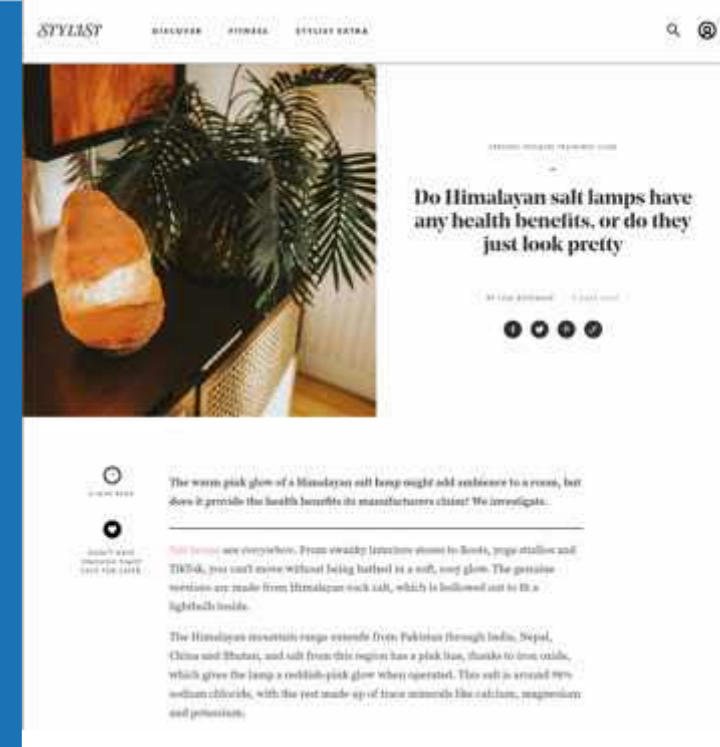 STYLIST
DISCOVER FITNESS STYLIST EXTRA
Do Himalayan salt lamps have
any health benefits, or do they
just look pretty
The warm pink glow of a Himalayan salt lamp might add ambience to a room, but
does it provide the health benefits its manufacturers claim? We investigate.
Salt lamps are everywhere. From swanky interiors stores to Boots, yoga studios and
TikTok, you can't move without being bathed in a soft, cosy glow. The genuine
versions are made from Himalayan rock salt, which is hollowed out to fit a
lightbulb inside.
The Himalayan mountain range extends from Pakistan through India, Nepal,
China and Bhutan, and salt from this region has a pink hue, thanks to iron oxide,
which gives the lamp a reddish-pink glow when operated. This salt is around 98%
sodium chloride, with the rest made up of trace minerals like calcium, magnesium
and potassium.